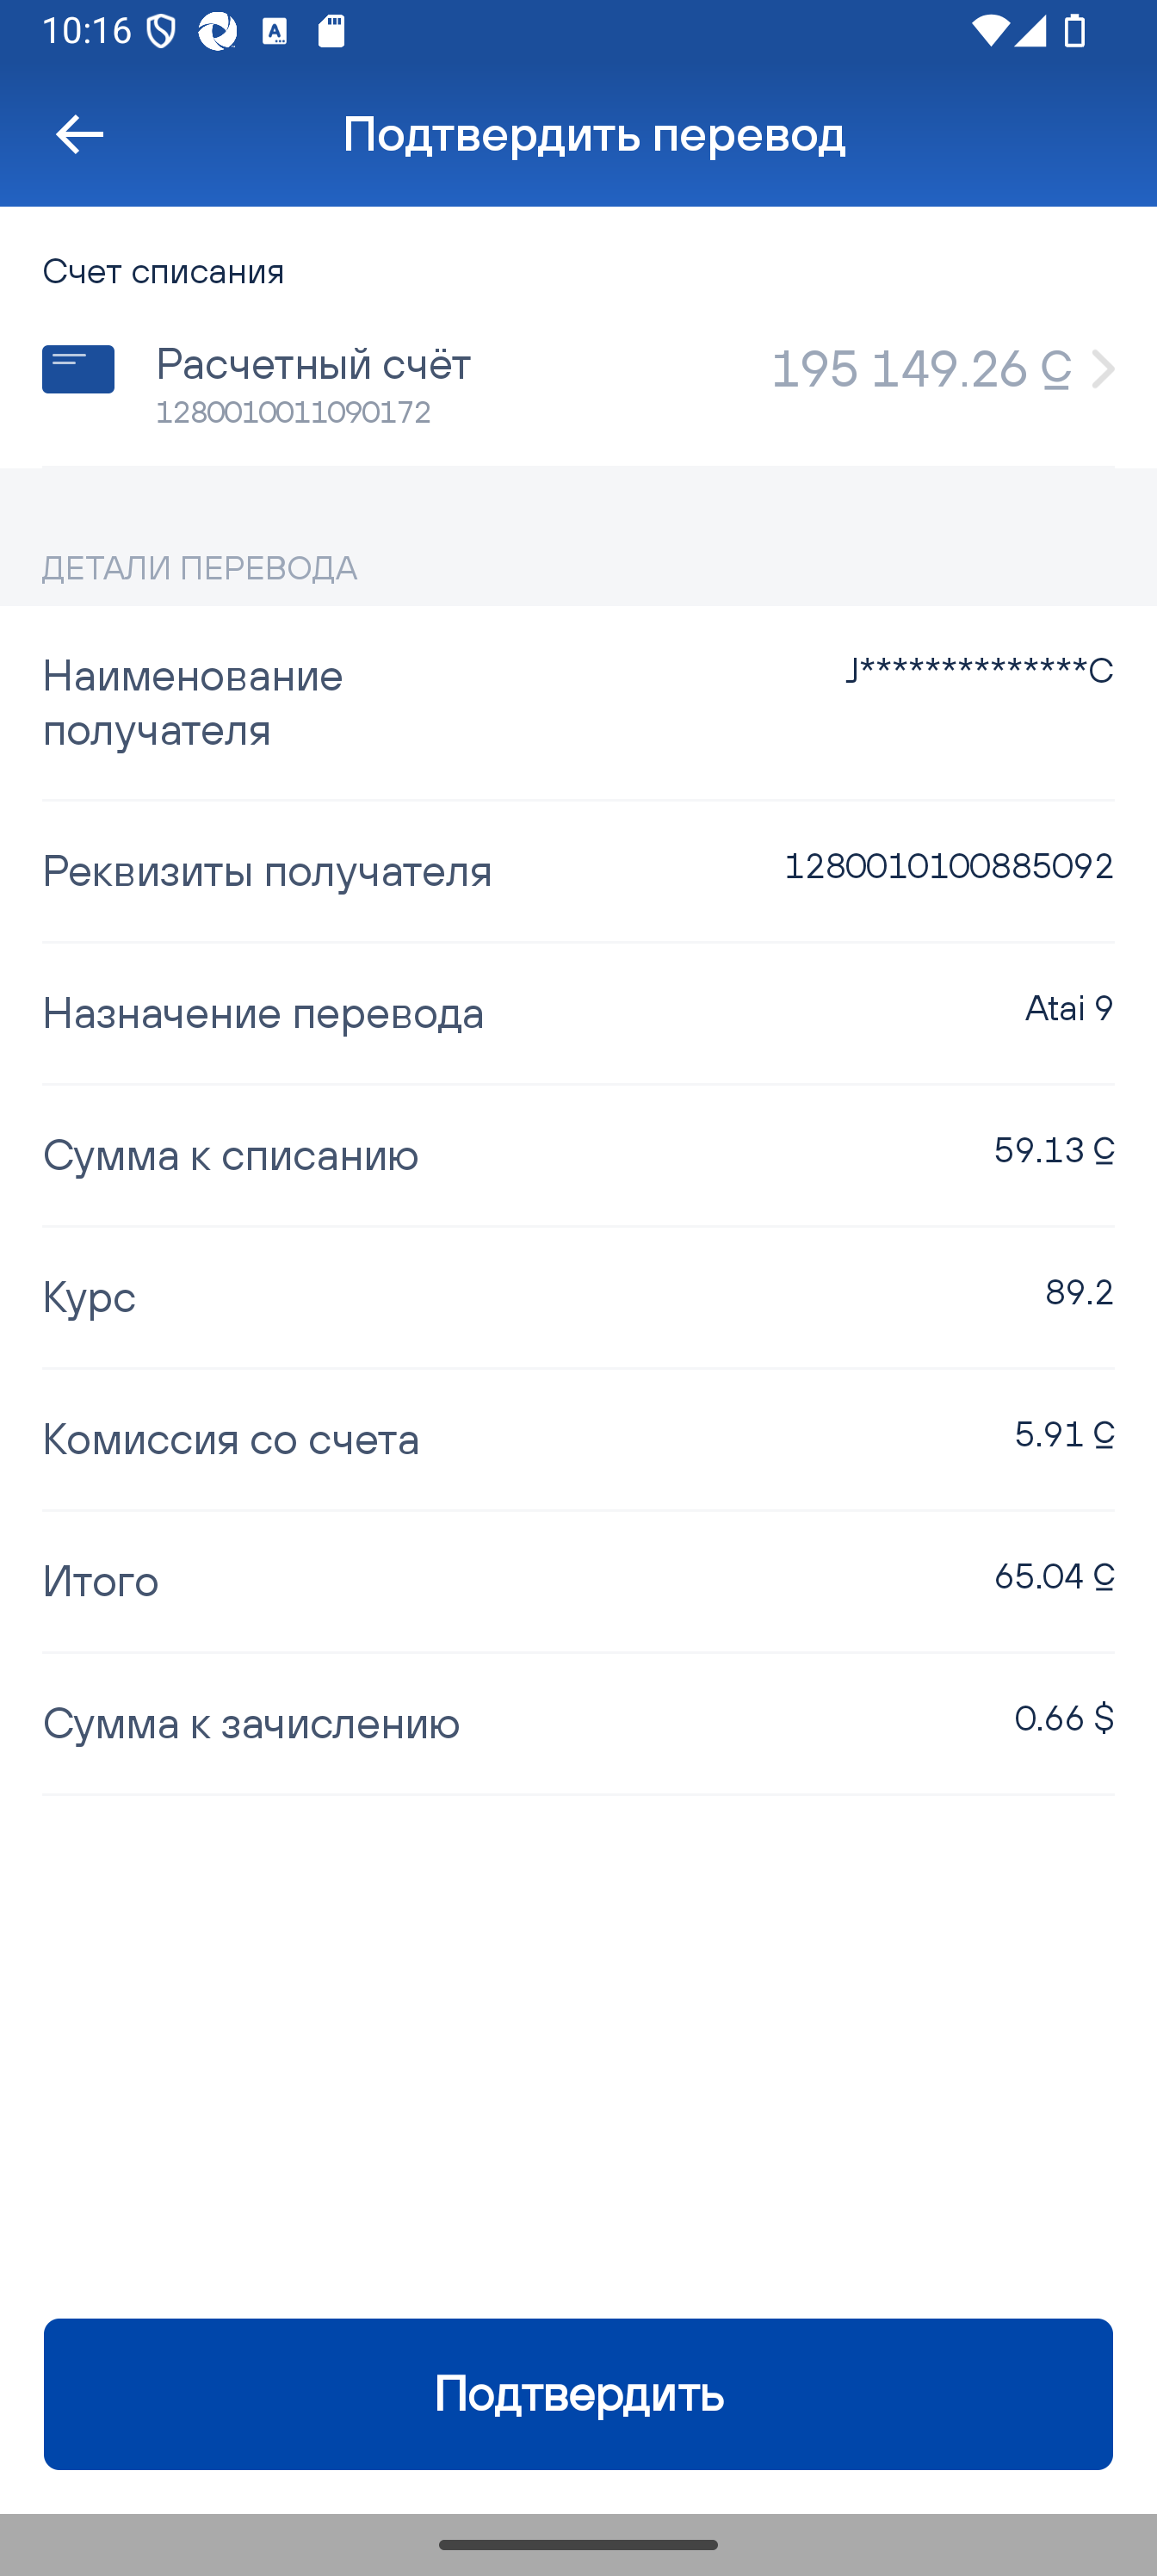 10:16
Подтвердить перевод
Счет списания
Расчетный счёт
195 149.26 с
1280010011090172
ДЕТАЛИ ПЕРЕВОДА
Наименование
получателя
J**************C
Реквизиты получателя
1280010100885092
Назначение перевода
Atai 9
Сумма к списанию
59.13 с
Курс
89.2
Комиссия со счета
5.91 с
Итого
65.04 с
Сумма к зачислению
0.66 $
Подтвердить